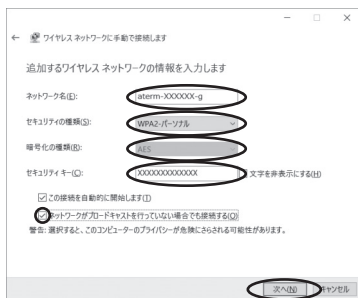 ワイヤレス ネットワークに手動で接続します
追加するワイヤレス ネットワークの情報を入力します
ネットワーク名(E): aterm-XXXXXX-g
セキュリティの種類(S): WPA2-パーソナル
暗号化の種類(R): AES
セキュリティ キー(C): XXXXXXXXXXXXX 文字を非表示にする(H)
この接続を自動的に開始します(T)
ネットワークがブロードキャストを行っていない場合でも接続する(O)
警告: 選択すると、このコンピューターのプライバシーが危険にさらされる可能性があります。
次へ(N) キャンセル